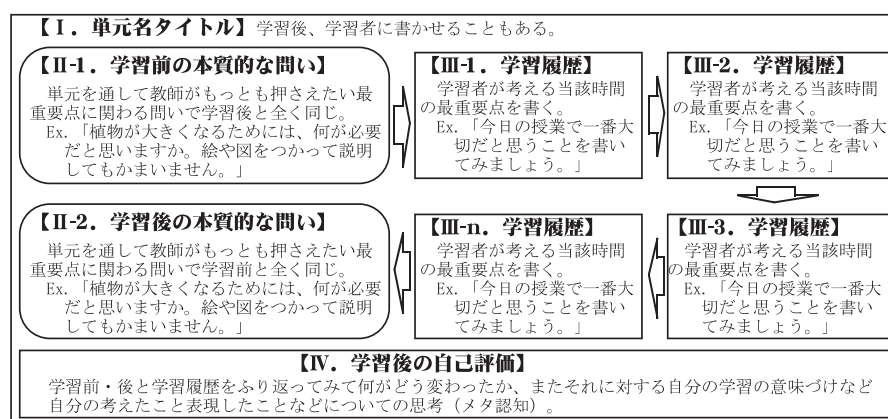 【Ⅰ．単元名タイトル】学習後、学習者に書かせることもある。
【Ⅱ-1．学習前の本質的な問い】
単元を通して教師がもっとも押さえたい最
重要点に関わる問いで学習後と全く同じ。
Ex.「植物が大きくなるためには、何が必要
だと思いますか。絵や図をつかって説明
してもかまいません。」
【Ⅲ-1．学習履歴】
学習者が考える当該時間
の最重要点を書く。
Ex.「今日の授業で一番大
切だと思うことを書い
てみましょう。」
【Ⅲ-2．学習履歴】
学習者が考える当該時間
の最重要点を書く。
Ex.「今日の授業で一番大
切だと思うことを書い
てみましょう。」
【Ⅲ-3．学習履歴】
学習者が考える当該時間
の最重要点を書く。
Ex.「今日の授業で一番大
切だと思うことを書い
てみましょう。」
【Ⅲ-n．学習履歴】
学習者が考える当該時間
の最重要点を書く。
Ex.「今日の授業で一番大
切だと思うことを書い
てみましょう。」
【Ⅱ-2．学習後の本質的な問い】
単元を通して教師がもっとも押さえたい最
重要点に関わる問いで学習前と全く同じ。
Ex.「植物が大きくなるためには、何が必要
だと思いますか。絵や図をつかって説明
してもかまいません。」
【Ⅳ．学習後の自己評価】
学習前・後と学習履歴をふり返ってみて何がどう変わったか、またそれに対する自分の学習の意味づけなど
自分の考えたこと表現したことなどについての思考（メタ認知）。